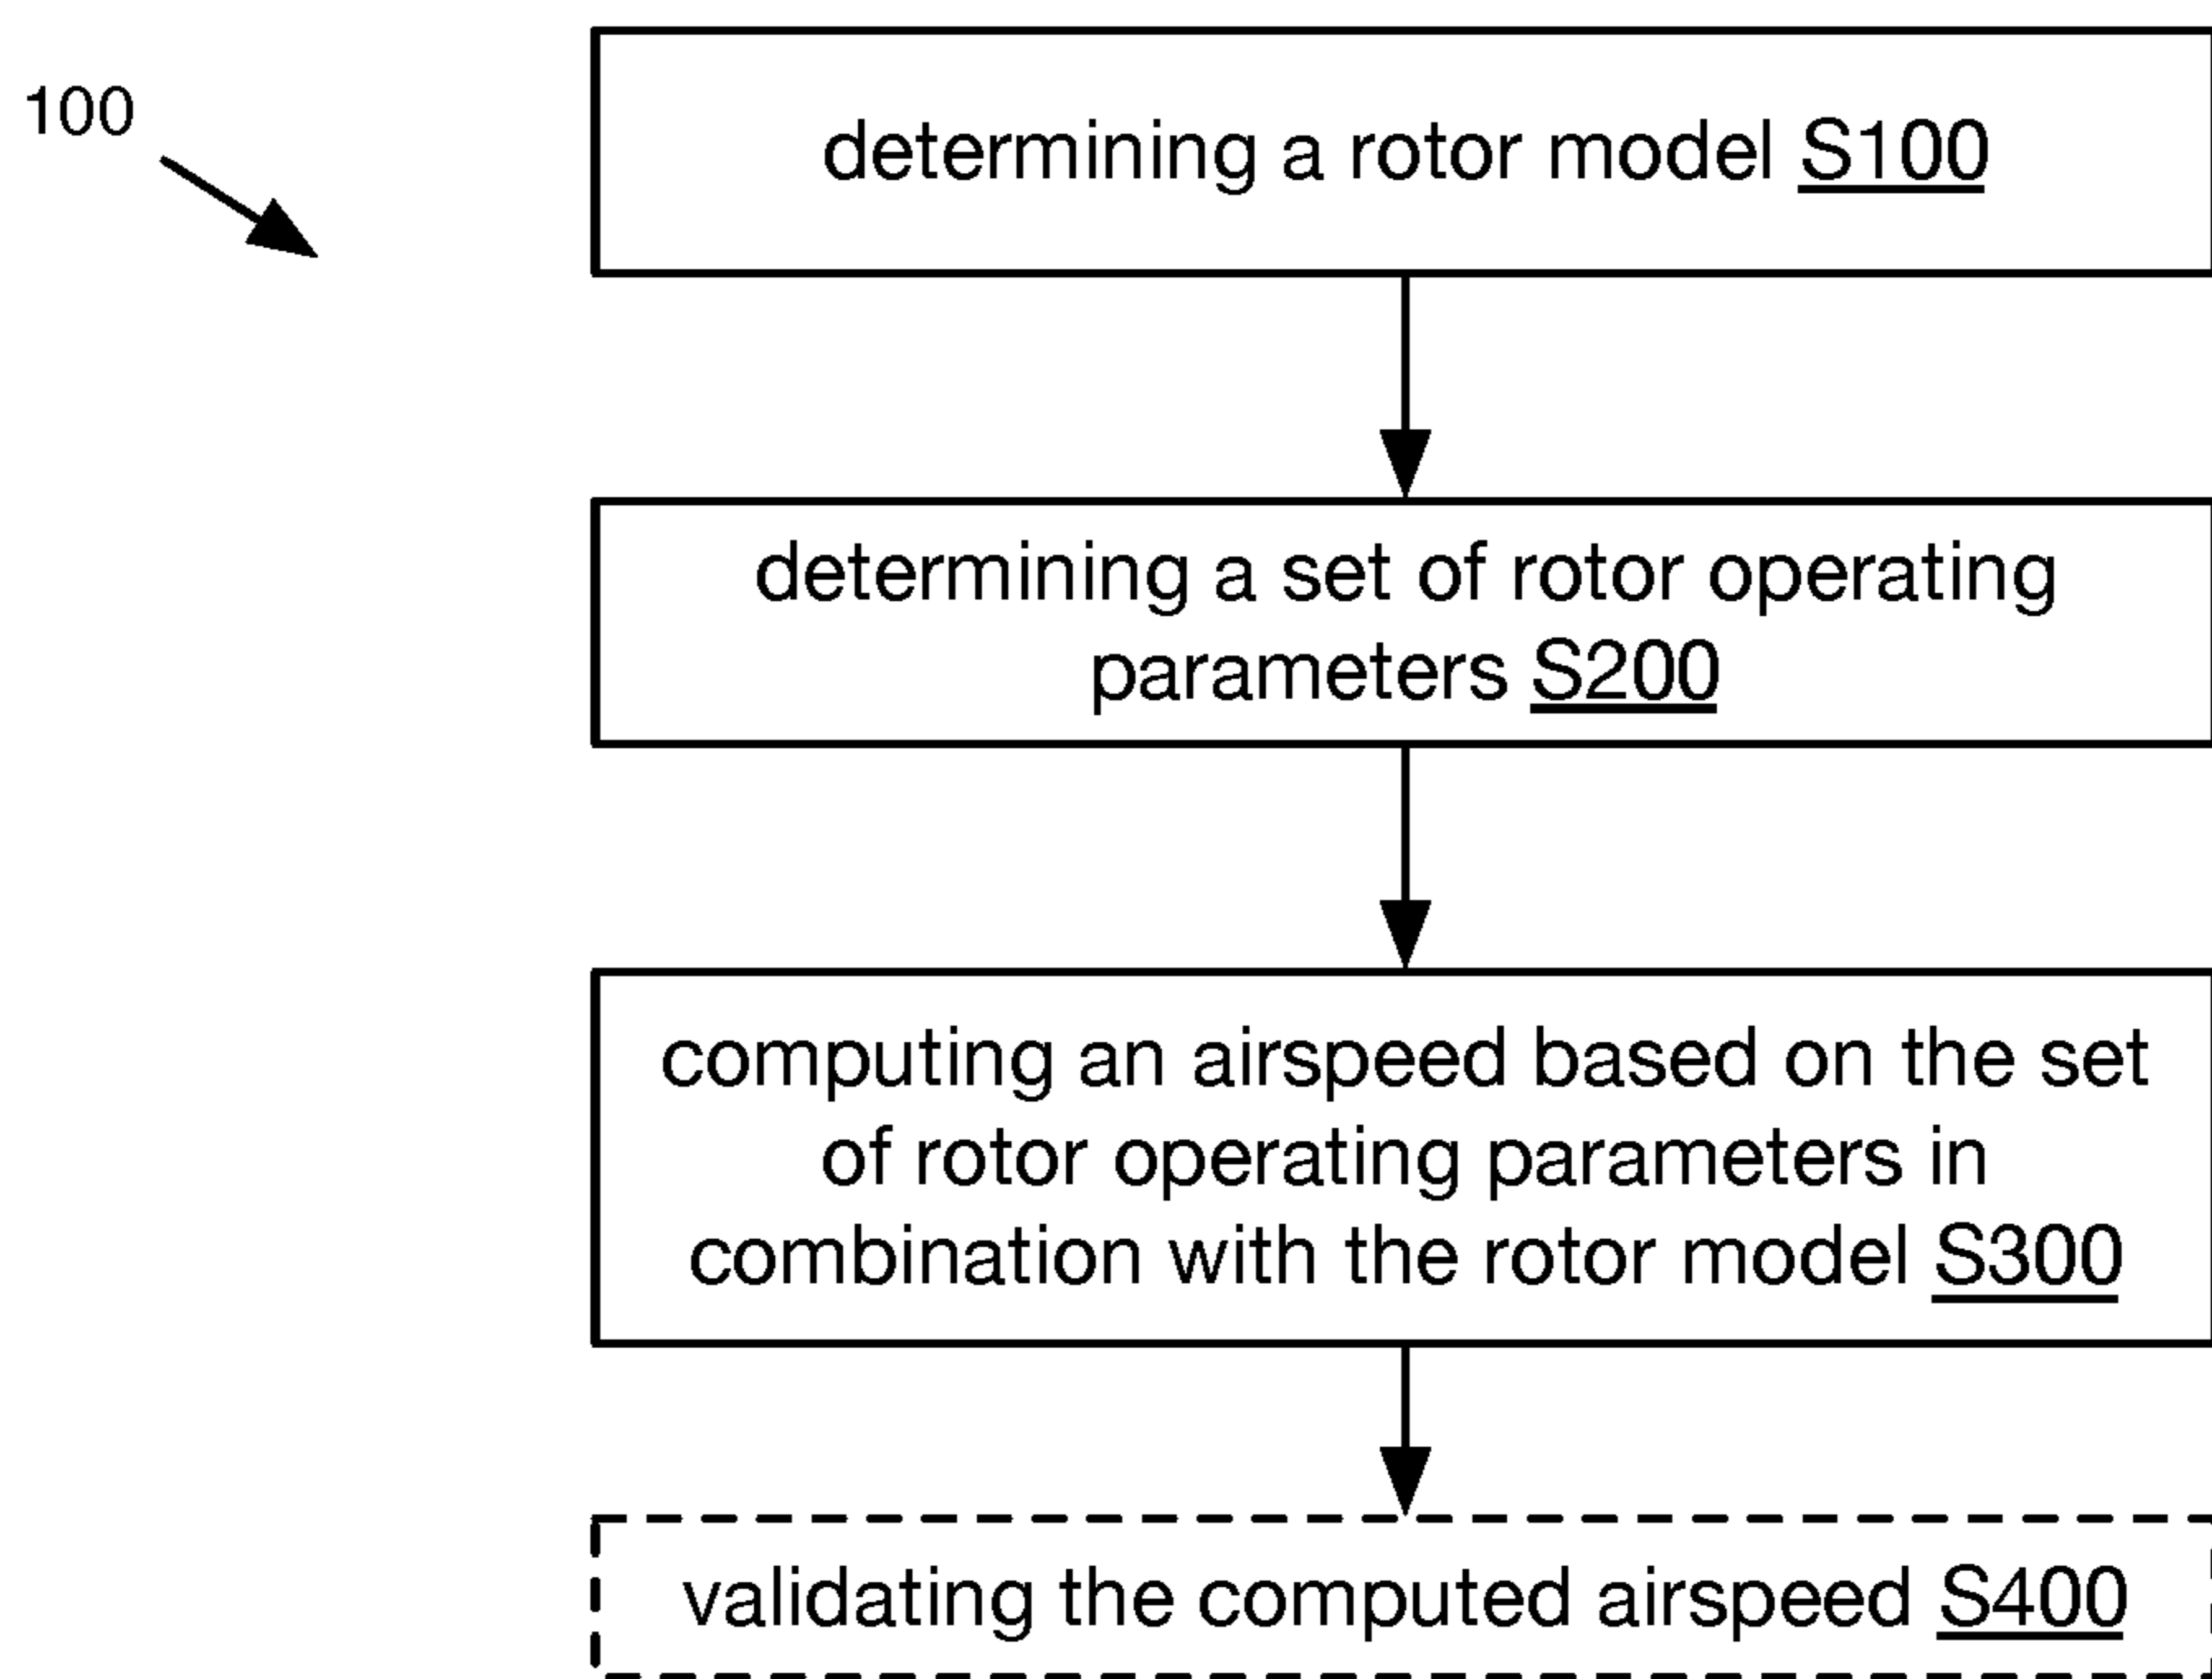 100
determining a rotor model S100
determining a set of rotor operating
parameters S200
computing an airspeed based on the set
of rotor operating parameters in
combination with the rotor model S300
validating the computed airspeed S400